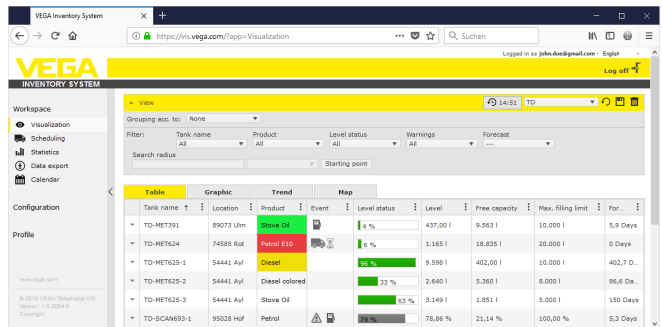 VEGA Inventory System
https://vis.vega.com/?app=Visualization
Suchen
Logged in as john.doe@gmail.com - English
VEGA
Log off
INVENTORY SYSTEM
Workspace
Visualization
Scheduling
Statistics
Data export
Calendar
Configuration
Profile
www.vega.com
© 2018 VEGA Grieshaber KG
Copyright
View
14:51
TD
Grouping acc. to: None
Filter: Tank name Product Level status Warnings Forecast
All All All All ---
Search radius
Starting point
Table Graphic Trend Map
Tank name ↑ Location Product Event Level status Level Free capacity Max. filling limit For...
TD-MET391 89073 Ulm Stove Oil 4 % 437,00 l 9.563 l 10.000 l 5,9 Days
TD-MET624 74585 Rot Petrol E10 6 % 1.165 l 18.835 l 20.000 l 0 Days
TD-MET625-1 54441 Ayl Diesel 96 % 9.598 l 402,00 l 10.000 l 402,7 D...
TD-MET625-2 54441 Ayl Diesel colored 33 % 2.640 l 5.360 l 8.000 l 86,6 Da...
TD-MET625-3 54441 Ayl Stove Oil 63 % 3.149 l 1.851 l 5.000 l 150 Days
TD-SCAN693-1 95028 Hof Petrol 79 % 78,86 % 21,14 % 100,00 % 5,3 Days